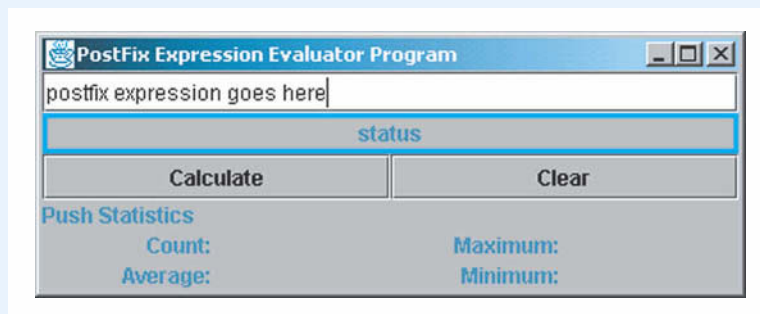 PostFix Expression Evaluator Program
postfix expression goes here
status
Calculate Clear
Push Statistics
Count: Maximum:
Average: Minimum: